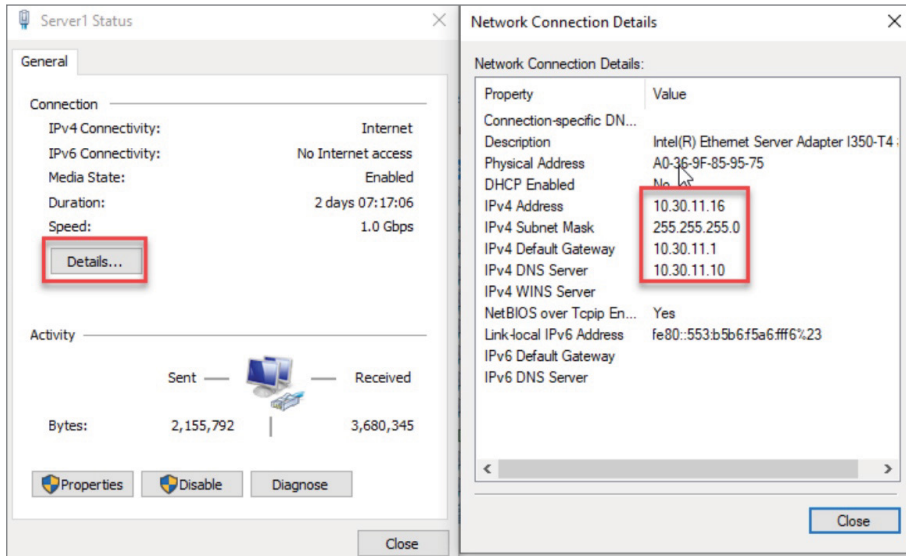 Server1 Status
General
Connection
IPv4 Connectivity: Internet
IPv6 Connectivity: No Internet access
Media State: Enabled
Duration: 2 days 07:17:06
Speed: 1.0 Gbps
Details...
Activity
Sent Received
Bytes: 2,155,792 3,680,345
Properties Disable Diagnose
Close
Network Connection Details
Network Connection Details:
Property Value
Connection-specific DN...
Description Intel(R) Ethernet Server Adapter I350-T4
Physical Address A0-36-9F-85-95-75
DHCP Enabled No
IPv4 Address 10.30.11.16
IPv4 Subnet Mask 255.255.255.0
IPv4 Default Gateway 10.30.11.1
IPv4 DNS Server 10.30.11.10
IPv4 WINS Server
NetBIOS over Tcpip En... Yes
Link-local IPv6 Address fe80::553:b5b6:f5a6:fff6%23
IPv6 Default Gateway
IPv6 DNS Server
Close